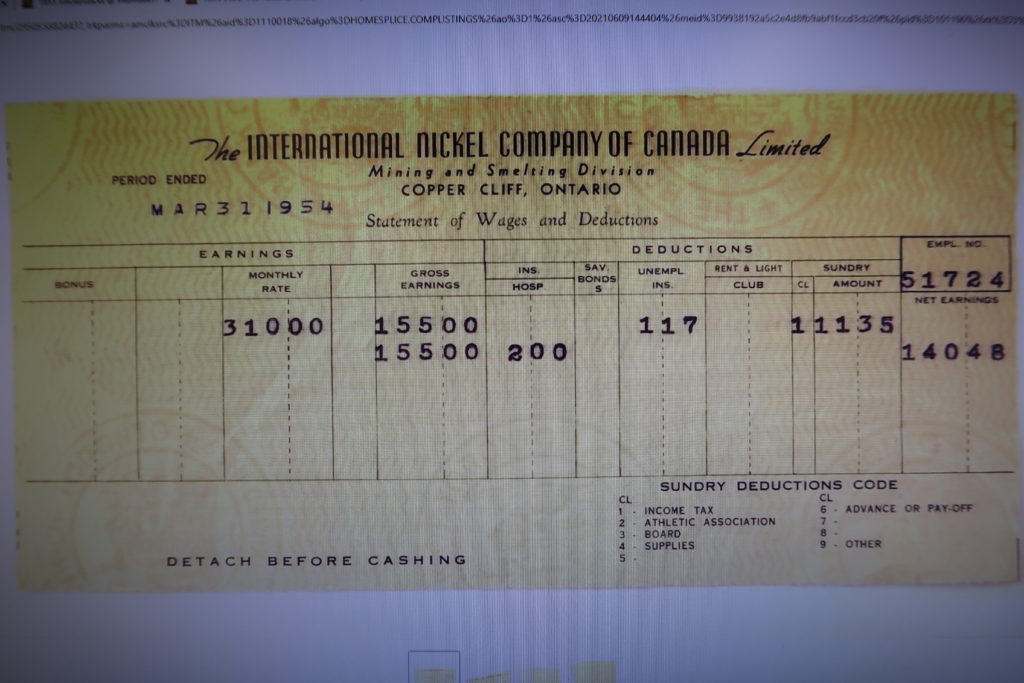 The INTERNATIONAL NICKEL COMPANY OF CANADA Limited
Mining and Smelting Division
COPPER CLIFF, ONTARIO
PERIOD ENDED
MAR 31 1954
Statement of Wages and Deductions
EARNINGS DEDUCTIONS EMPL. NO.
51724
BONUS MONTHLY RATE GROSS EARNINGS INS. HOSP SAV. BONDS S UNEMPL. INS. RENT & LIGHT CLUB SUNDRY CL AMOUNT NET EARNINGS
31000 15500 117 1 1135
15500 200 14048
SUNDRY DEDUCTIONS CODE
CL CL
1 - INCOME TAX 6 - ADVANCE OR PAY-OFF
2 - ATHLETIC ASSOCIATION 7 -
3 - BOARD 8 -
4 - SUPPLIES 9 - OTHER
5 -
DETACH BEFORE CASHING